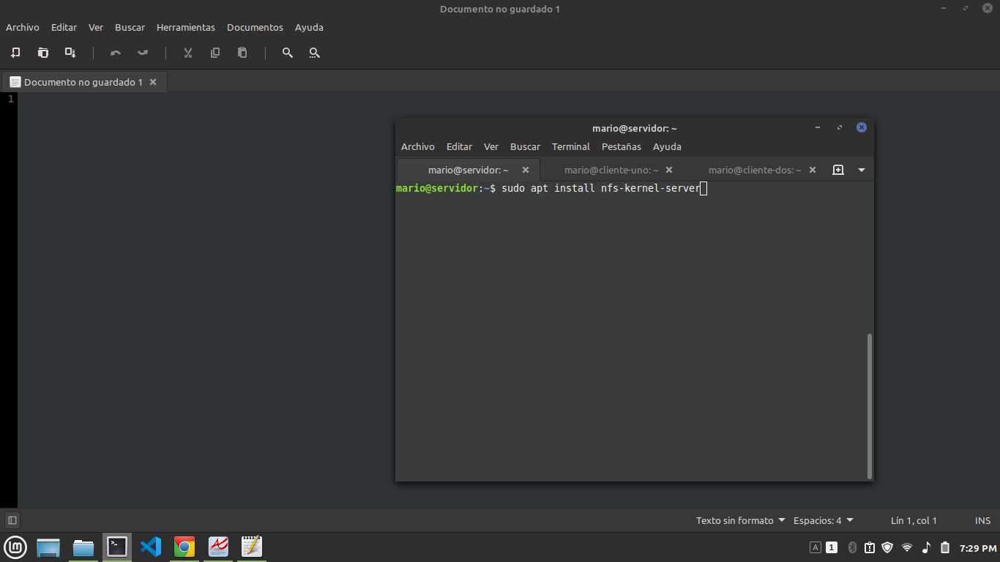 Documento no guardado 1
Archivo Editar Ver Buscar Herramientas Documentos Ayuda
Documento no guardado 1
1
mario@servidor: ~
Archivo Editar Ver Buscar Terminal Pestañas Ayuda
mario@servidor: ~ mario@cliente-uno: ~ mario@cliente-dos: ~
mario@servidor:~$ sudo apt install nfs-kernel-server
Texto sin formato Espacios: 4 Lín 1, col 1 INS
A 1 7:29 PM